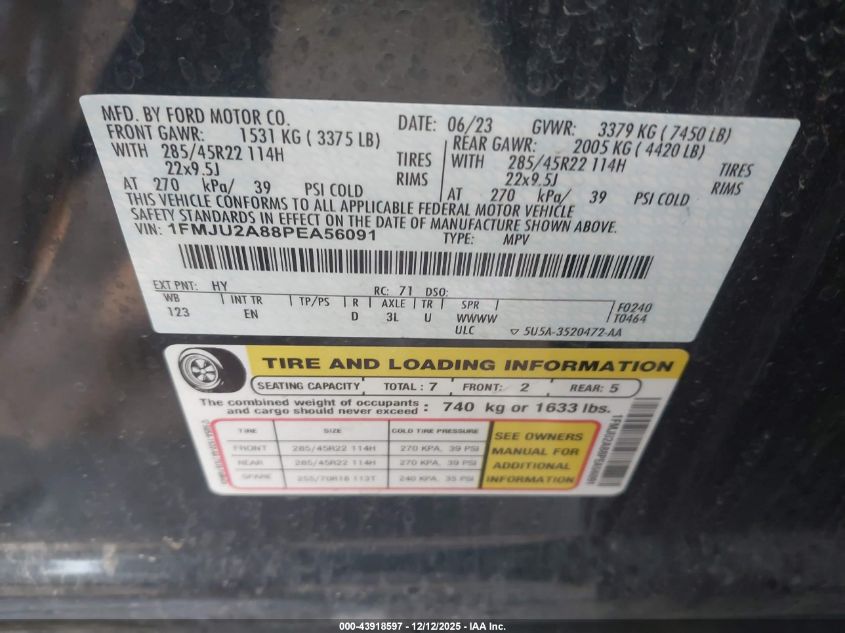 MFD. BY FORD MOTOR CO.
DATE: 06/23 GVWR: 3379 KG ( 7450 LB)
FRONT GAWR: 1531 KG ( 3375 LB) REAR GAWR: 2005 KG ( 4420 LB)
WITH 285/45R22 114H TIRES WITH 285/45R22 114H TIRES
22x9.5J RIMS 22x9.5J RIMS
AT 270 kPa/ 39 PSI COLD AT 270 kPa/ 39 PSI COLD
THIS VEHICLE CONFORMS TO ALL APPLICABLE FEDERAL MOTOR VEHICLE
SAFETY STANDARDS IN EFFECT ON THE DATE OF MANUFACTURE SHOWN ABOVE.
VIN: 1FMJU2A88PEA56091 TYPE: MPV
EXT PNT: HY RC: 71 DSO:
WB INT TR TP/PS R AXLE TR SPR F0240
123 EN D 3L U WWWW T0464
ULC ▽ 5U5A-3520472-AA
TIRE AND LOADING INFORMATION
SEATING CAPACITY TOTAL : 7 FRONT: 2 REAR: 5
The combined weight of occupants
and cargo should never exceed : 740 kg or 1633 lbs.
TIRE SIZE COLD TIRE PRESSURE
FRONT 285/45R22 114H 270 KPA, 39 PSI
REAR 285/45R22 114H 270 KPA, 39 PSI
SPARE 255/70R18 113T 240 KPA, 35 PSI
SEE OWNERS
MANUAL FOR
ADDITIONAL
INFORMATION
1FMJU2A88PEA56091
000-43918597 - 12/12/2025 - IAA Inc.